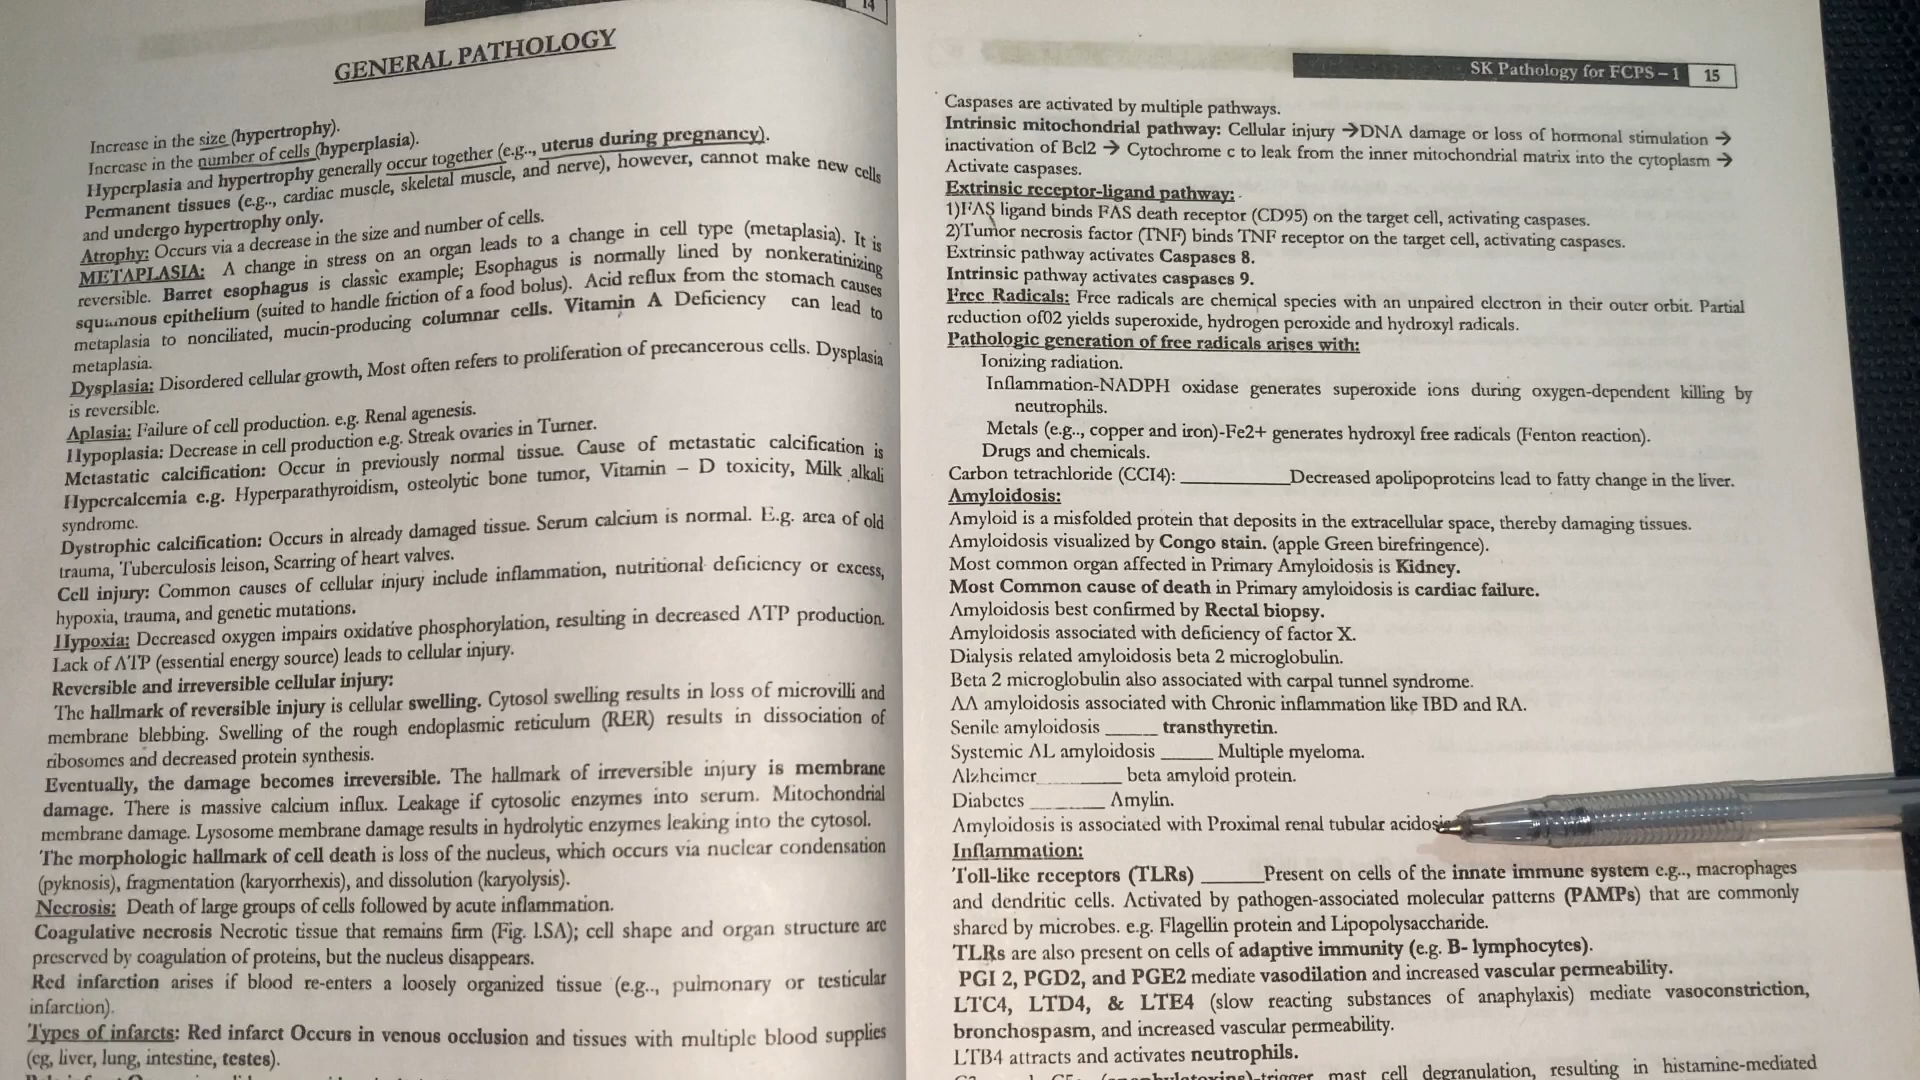 14
GENERAL PATHOLOGY
Increase in the size (hypertrophy).
Increase in the number of cells (hyperplasia).
Hyperplasia and hypertrophy generally occur together (e.g.., uterus during pregnancy).
Permanent tissues (e.g.., cardiac muscle, skeletal muscle, and nerve), however, cannot make new cells
and undergo hypertrophy only.
Atrophy: Occurs via a decrease in the size and number of cells.
METAPLASIA: A change in stress on an organ leads to a change in cell type (metaplasia). It is
reversible. Barret esophagus is classic example; Esophagus is normally lined by nonkeratinizing
squamous epithelium (suited to handle friction of a food bolus). Acid reflux from the stomach causes
metaplasia to nonciliated, mucin-producing columnar cells. Vitamin A Deficiency can lead to
metaplasia.
Dysplasia: Disordered cellular growth, Most often refers to proliferation of precancerous cells. Dysplasia
is reversible.
Aplasia: Failure of cell production. e.g. Renal agenesis.
Hypoplasia: Decrease in cell production e.g. Streak ovaries in Turner.
Metastatic calcification: Occur in previously normal tissue. Cause of metastatic calcification is
Hypercalcemia e.g. Hyperparathyroidism, osteolytic bone tumor, Vitamin – D toxicity, Milk alkali
syndrome.
Dystrophic calcification: Occurs in already damaged tissue. Serum calcium is normal. E.g. area of old
trauma, Tuberculosis leison, Scarring of heart valves.
Cell injury: Common causes of cellular injury include inflammation, nutritional deficiency or excess,
hypoxia, trauma, and genetic mutations.
Hypoxia: Decreased oxygen impairs oxidative phosphorylation, resulting in decreased ATP production.
Lack of ATP (essential energy source) leads to cellular injury.
Reversible and irreversible cellular injury:
The hallmark of reversible injury is cellular swelling. Cytosol swelling results in loss of microvilli and
membrane blebbing. Swelling of the rough endoplasmic reticulum (RER) results in dissociation of
ribosomes and decreased protein synthesis.
Eventually, the damage becomes irreversible. The hallmark of irreversible injury is membrane
damage. There is massive calcium influx. Leakage if cytosolic enzymes into serum. Mitochondrial
membrane damage. Lysosome membrane damage results in hydrolytic enzymes leaking into the cytosol.
The morphologic hallmark of cell death is loss of the nucleus, which occurs via nuclear condensation
(pyknosis), fragmentation (karyorrhexis), and dissolution (karyolysis).
Necrosis: Death of large groups of cells followed by acute inflammation.
Coagulative necrosis Necrotic tissue that remains firm (Fig. l.SA); cell shape and organ structure are
preserved by coagulation of proteins, but the nucleus disappears.
Red infarction arises if blood re-enters a loosely organized tissue (e.g.., pulmonary or testicular
infarction).
Types of infarcts: Red infarct Occurs in venous occlusion and tissues with multiple blood supplies
(eg, liver, lung, intestine, testes).
SK Pathology for FCPS – 1 15
Caspases are activated by multiple pathways.
Intrinsic mitochondrial pathway: Cellular injury →DNA damage or loss of hormonal stimulation →
inactivation of Bcl2 → Cytochrome c to leak from the inner mitochondrial matrix into the cytoplasm →
Activate caspases.
Extrinsic receptor-ligand pathway:
1)FAS ligand binds FAS death receptor (CD95) on the target cell, activating caspases.
2)Tumor necrosis factor (TNF) binds TNF receptor on the target cell, activating caspases.
Extrinsic pathway activates Caspases 8.
Intrinsic pathway activates caspases 9.
Free Radicals: Free radicals are chemical species with an unpaired electron in their outer orbit. Partial
reduction of02 yields superoxide, hydrogen peroxide and hydroxyl radicals.
Pathologic generation of free radicals arises with:
Ionizing radiation.
Inflammation-NADPH oxidase generates superoxide ions during oxygen-dependent killing by
neutrophils.
Metals (e.g.., copper and iron)-Fe2+ generates hydroxyl free radicals (Fenton reaction).
Drugs and chemicals.
Carbon tetrachloride (CCI4): __________Decreased apolipoproteins lead to fatty change in the liver.
Amyloidosis:
Amyloid is a misfolded protein that deposits in the extracellular space, thereby damaging tissues.
Amyloidosis visualized by Congo stain. (apple Green birefringence).
Most common organ affected in Primary Amyloidosis is Kidney.
Most Common cause of death in Primary amyloidosis is cardiac failure.
Amyloidosis best confirmed by Rectal biopsy.
Amyloidosis associated with deficiency of factor X.
Dialysis related amyloidosis beta 2 microglobulin.
Beta 2 microglobulin also associated with carpal tunnel syndrome.
AA amyloidosis associated with Chronic inflammation like IBD and RA.
Senile amyloidosis _____ transthyretin.
Systemic AL amyloidosis _____ Multiple myeloma.
Alzheimer________ beta amyloid protein.
Diabetes _______ Amylin.
Amyloidosis is associated with Proximal renal tubular acidosis
Inflammation:
Toll-like receptors (TLRs) ______Present on cells of the innate immune system e.g.., macrophages
and dendritic cells. Activated by pathogen-associated molecular patterns (PAMPs) that are commonly
shared by microbes. e.g. Flagellin protein and Lipopolysaccharide.
TLRs are also present on cells of adaptive immunity (e.g. B- lymphocytes).
PGI 2, PGD2, and PGE2 mediate vasodilation and increased vascular permeability.
LTC4, LTD4, & LTE4 (slow reacting substances of anaphylaxis) mediate vasoconstriction,
bronchospasm, and increased vascular permeability.
LTB4 attracts and activates neutrophils.
mast cell degranulation, resulting in histamine-mediated